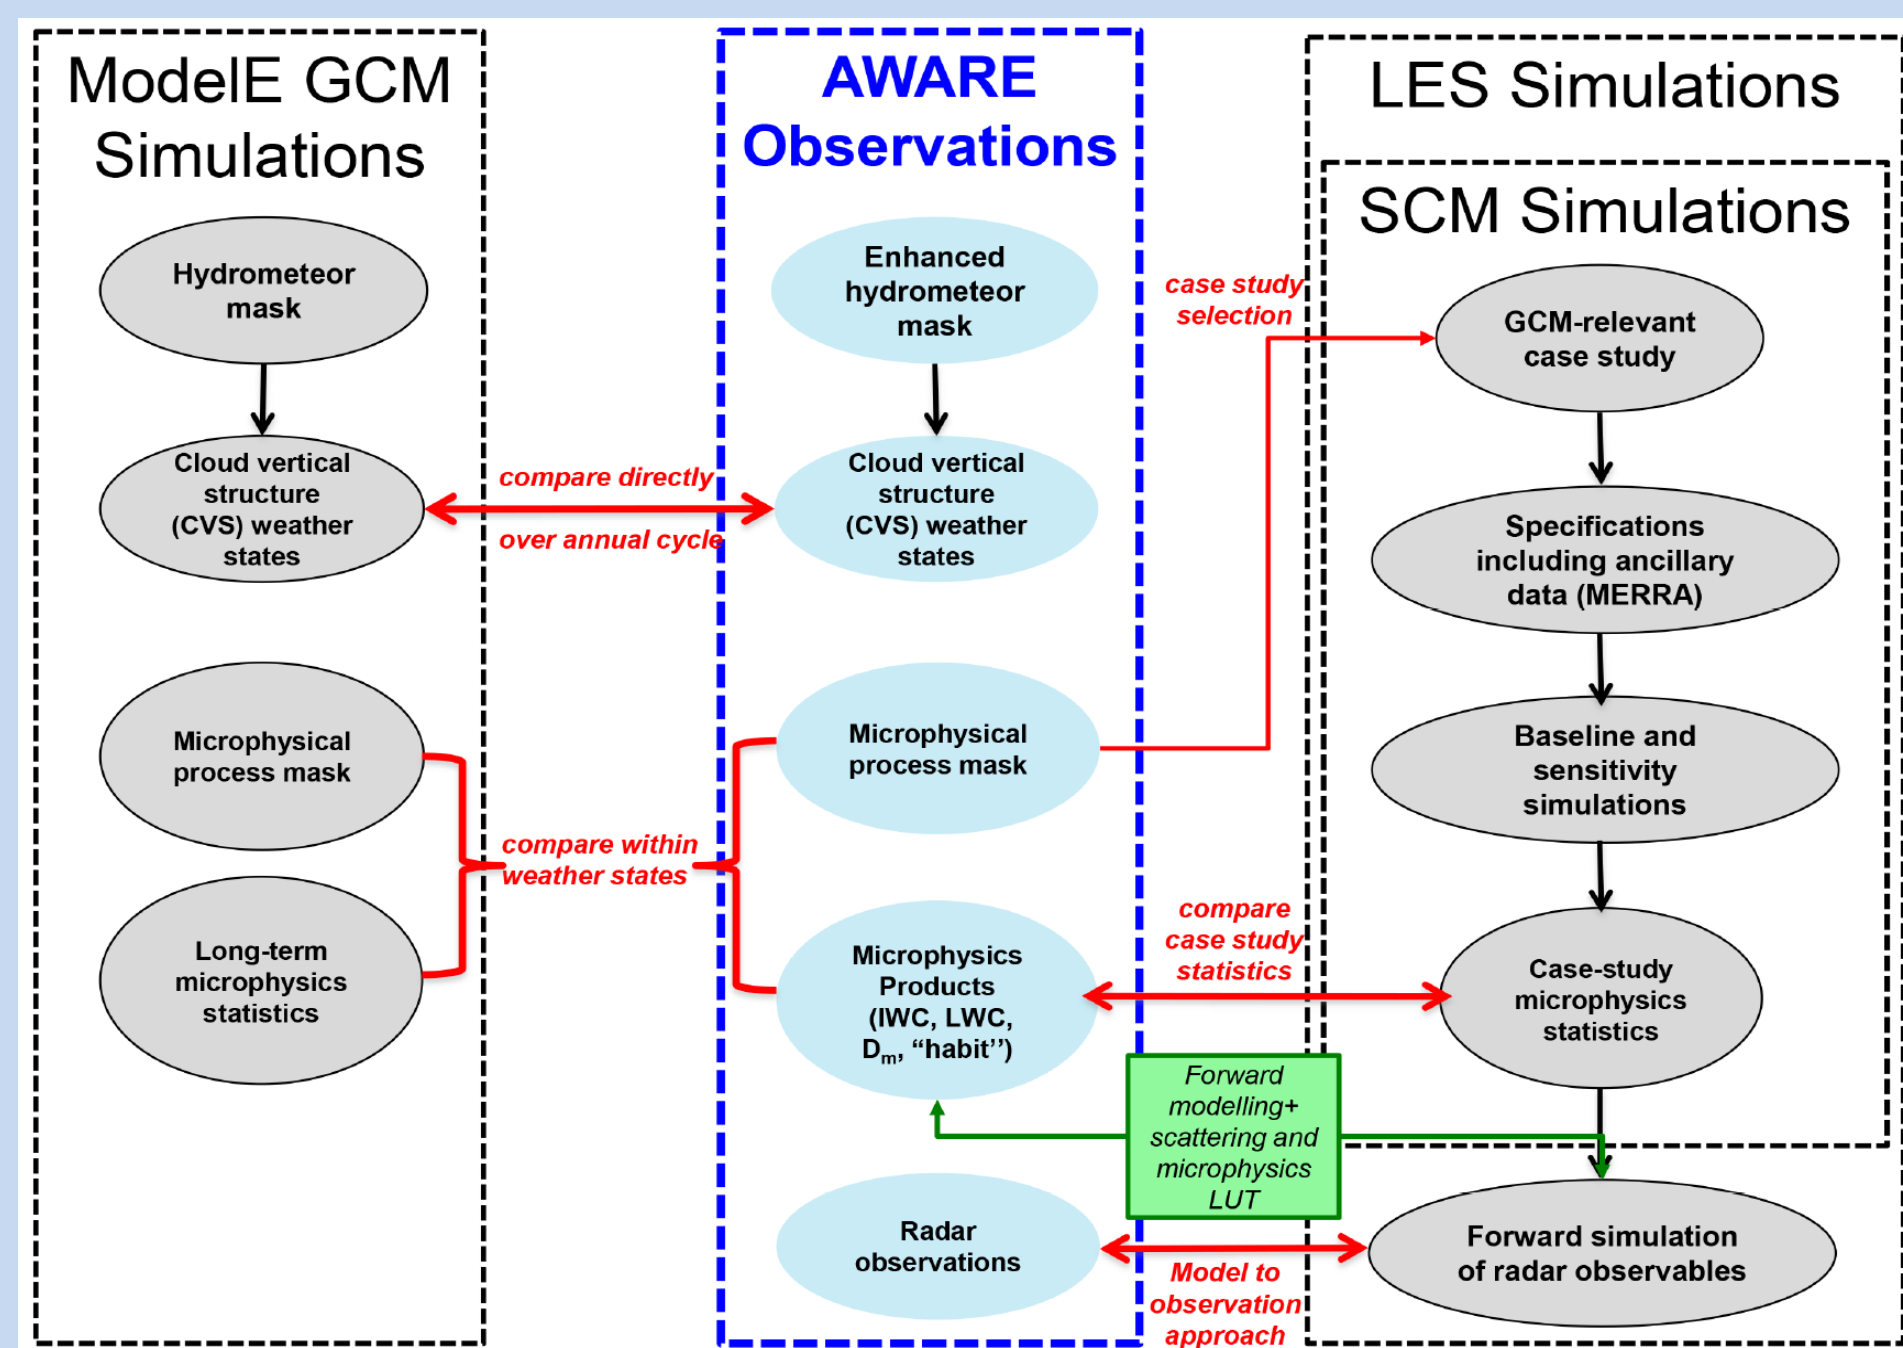 ModelE GCM
Simulations
Hydrometeor
mask
Cloud vertical
structure
(CVS) weather
states
Microphysical
process mask
Long-term
microphysics
statistics
compare directly
over annual cycle
compare within
weather states
AWARE
Observations
Enhanced
hydrometeor
mask
Cloud vertical
structure
(CVS) weather
states
Microphysical
process mask
Microphysics
Products
(IWC, LWC,
Dm, “habit’’)
Radar
observations
case study
selection
compare
case study
statistics
Forward
modelling+
scattering and
microphysics
LUT
Model to
observation
approach
LES Simulations
SCM Simulations
GCM-relevant
case study
Specifications
including ancillary
data (MERRA)
Baseline and
sensitivity
simulations
Case-study
microphysics
statistics
Forward simulation
of radar observables